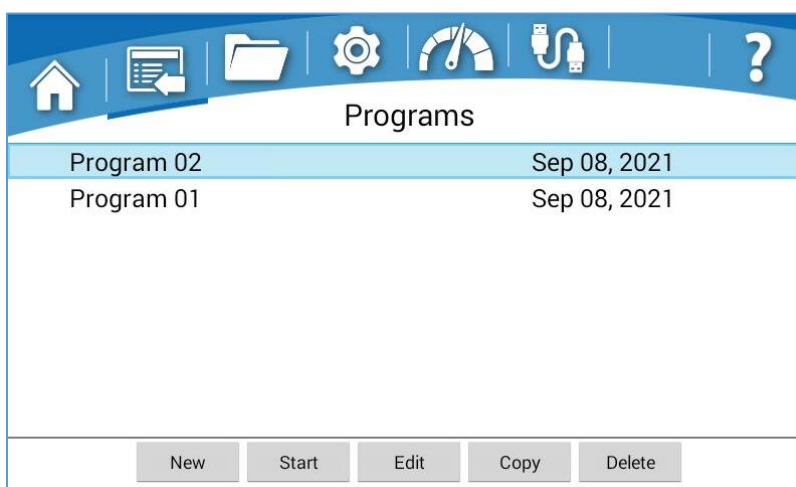 ?
Programs
Program 02 Sep 08, 2021
Program 01 Sep 08, 2021
New Start Edit Copy Delete